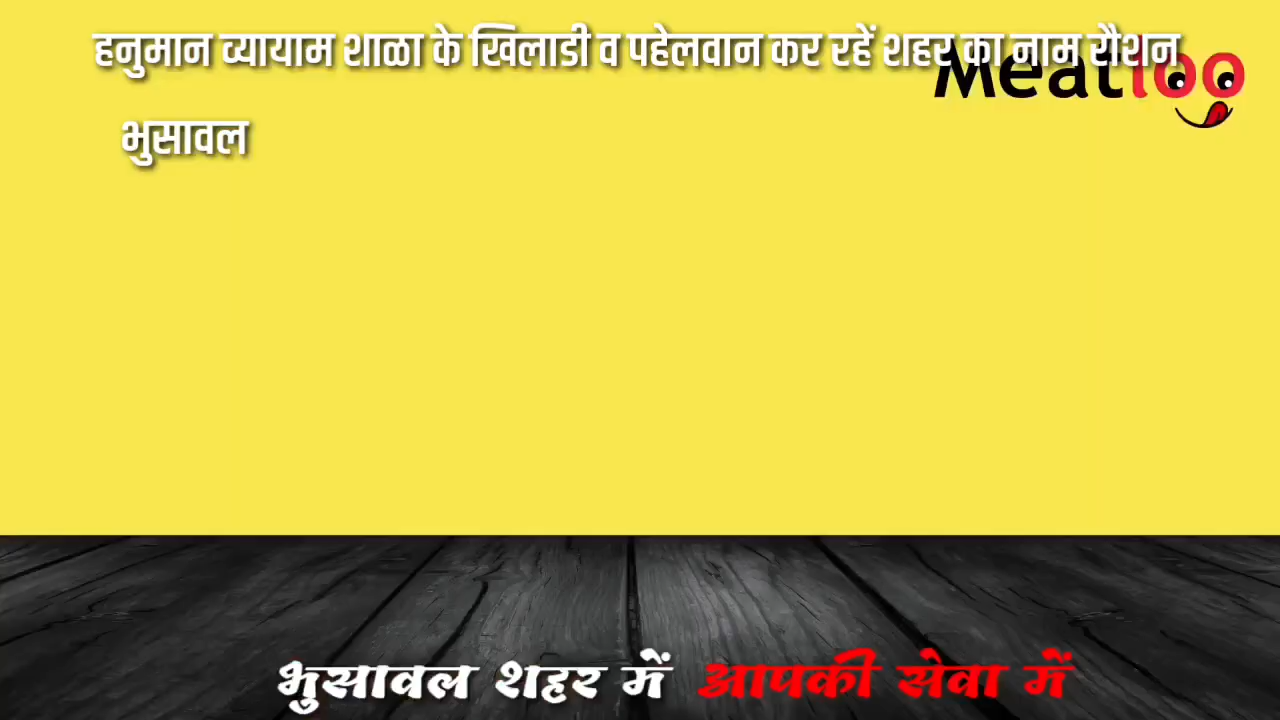 हनुमान व्यायाम शाळा के खिलाडी व पहेलवान कर रहें शहर का नाम रौशन
Meatloo
भुसावल
भुसावल शहर में आपकी सेवा में